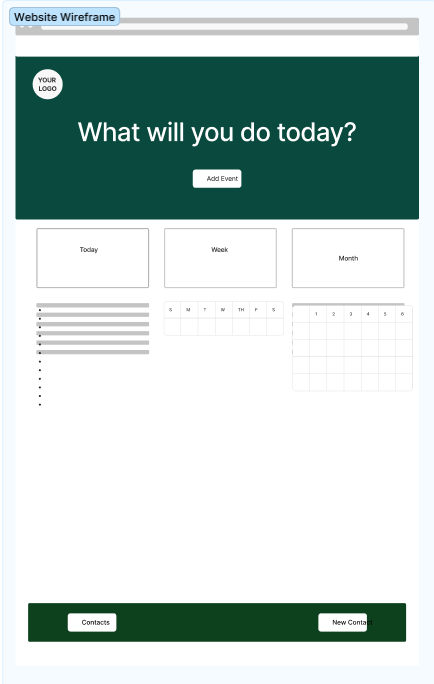 Website Wireframe
YOUR
LOGO
What will you do today?
Add Event
Today
Week
Month
S M T W TH F S
1 2 3 4 5 6
Contacts
New Contact